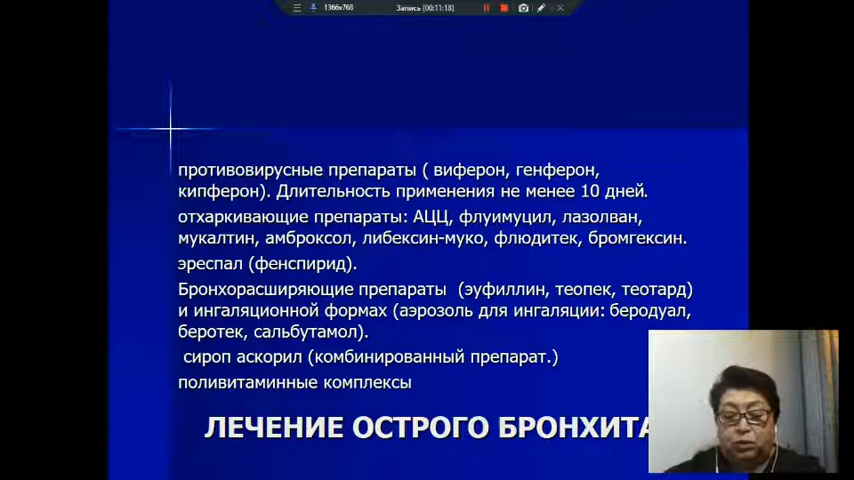 1366x768 Запись [00:11:18]
противовирусные препараты ( виферон, генферон,
кипферон). Длительность применения не менее 10 дней.
отхаркивающие препараты: АЦЦ, флуимуцил, лазолван,
мукалтин, амброксол, либексин-муко, флюдитек, бромгексин.
эреспал (фенспирид).
Бронхорасширяющие препараты (эуфиллин, теопек, теотард)
и ингаляционной формах (аэрозоль для ингаляции: беродуал,
беротек, сальбутамол).
сироп аскорил (комбинированный препарат.)
поливитаминные комплексы
ЛЕЧЕНИЕ ОСТРОГО БРОНХИТА